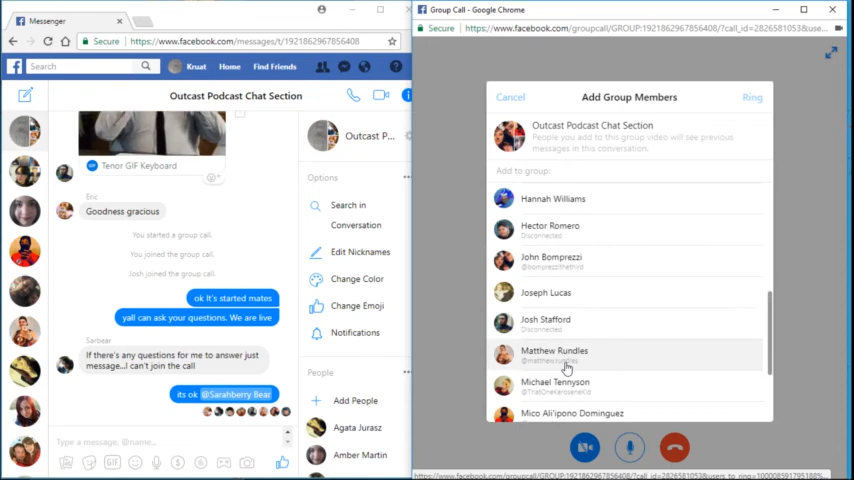 Messenger
Secure
https://www.facebook.com/messages/t/1921862967856408
Search
Kruat
Home
Find Friends
Outcast Podcast Chat Section
Tenor GIF Keyboard
Eric
Goodness gracious
You started a group call.
You joined the group call.
Josh joined the group call.
ok It's started mates
yall can ask your questions. We are live
Sarbear
If there's any questions for me to answer just
message...I can't join the call
its ok @Sarahberry Bear
Type a message, @name...
GIF
Outcast P...
Options
Search in
Conversation
Edit Nicknames
Change Color
Change Emoji
Notifications
People
Add People
Agata Jurasz
Amber Martin
Group Call - Google Chrome
Secure
https://www.facebook.com/groupcall/GROUP:1921862967856408/?call_id=2826581053&use...
Cancel
Add Group Members
Ring
Outcast Podcast Chat Section
People you add to this group video will see previous
messages in this conversation.
Add to group:
Hannah Williams
Hector Romero
Disconnected
John Bomprezzi
@bomprezzithethird
Joseph Lucas
Josh Stafford
Disconnected
Matthew Rundles
@matthew.rundles
Michael Tennyson
@ThatOneKaroseneKid
Mico Ali'ipono Dominguez